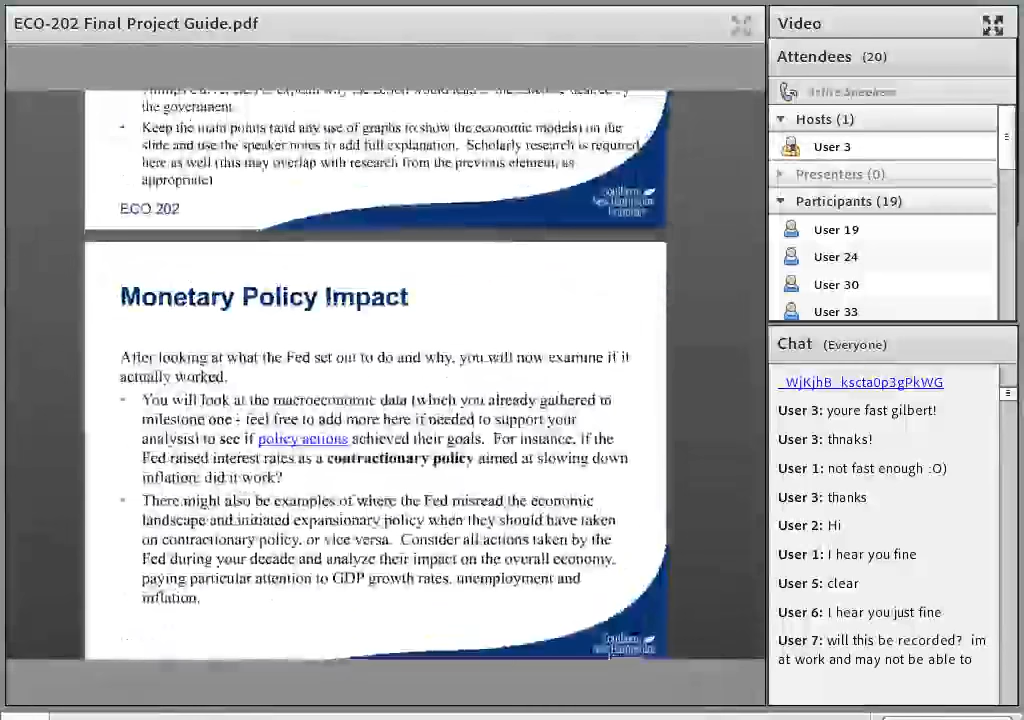 ECO-202 Final Project Guide.pdf
the government
Keep the main points (and any use of graphs to show the economic models) on the
slide and use the speaker notes to add full explanation. Scholarly research is required
here as well (this may overlap with research from the previous element, as
appropriate)
ECO 202
Southern
New Hampshire
University
Monetary Policy Impact
After looking at what the Fed set out to do and why, you will now examine if it
actually worked.
You will look at the macroeconomic data (which you already gathered in
milestone one - feel free to add more here if needed to support your
analysis) to see if policy actions achieved their goals. For instance, if the
Fed raised interest rates as a contractionary policy aimed at slowing down
inflation: did it work?
There might also be examples of where the Fed misread the economic
landscape and initiated expansionary policy when they should have taken
on contractionary policy, or vice versa. Consider all actions taken by the
Fed during your decade and analyze their impact on the overall economy,
paying particular attention to GDP growth rates, unemployment and
inflation.
Southern
New Hampshire
Video
Attendees (20)
Active Speakers
Hosts (1)
User 3
Presenters (0)
Participants (19)
User 19
User 24
User 30
User 33
Chat (Everyone)
_WjKjhB_kscta0p3gPkWG
User 3: youre fast gilbert!
User 3: thnaks!
User 1: not fast enough :O)
User 3: thanks
User 2: Hi
User 1: I hear you fine
User 5: clear
User 6: I hear you just fine
User 7: will this be recorded? im
at work and may not be able to